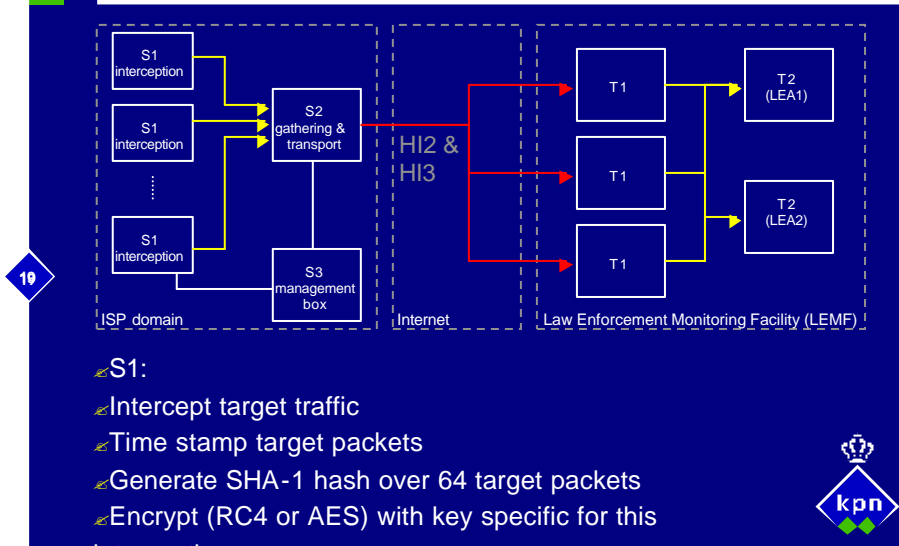 S1
interception
S1
interception
S1
interception
S2
gathering &
transport
S3
management
box
ISP domain
HI2 &
HI3
Internet
T1
T1
T1
T2
(LEA1)
T2
(LEA2)
Law Enforcement Monitoring Facility (LEMF)
19
S1:
Intercept target traffic
Time stamp target packets
Generate SHA-1 hash over 64 target packets
Encrypt (RC4 or AES) with key specific for this
kpn